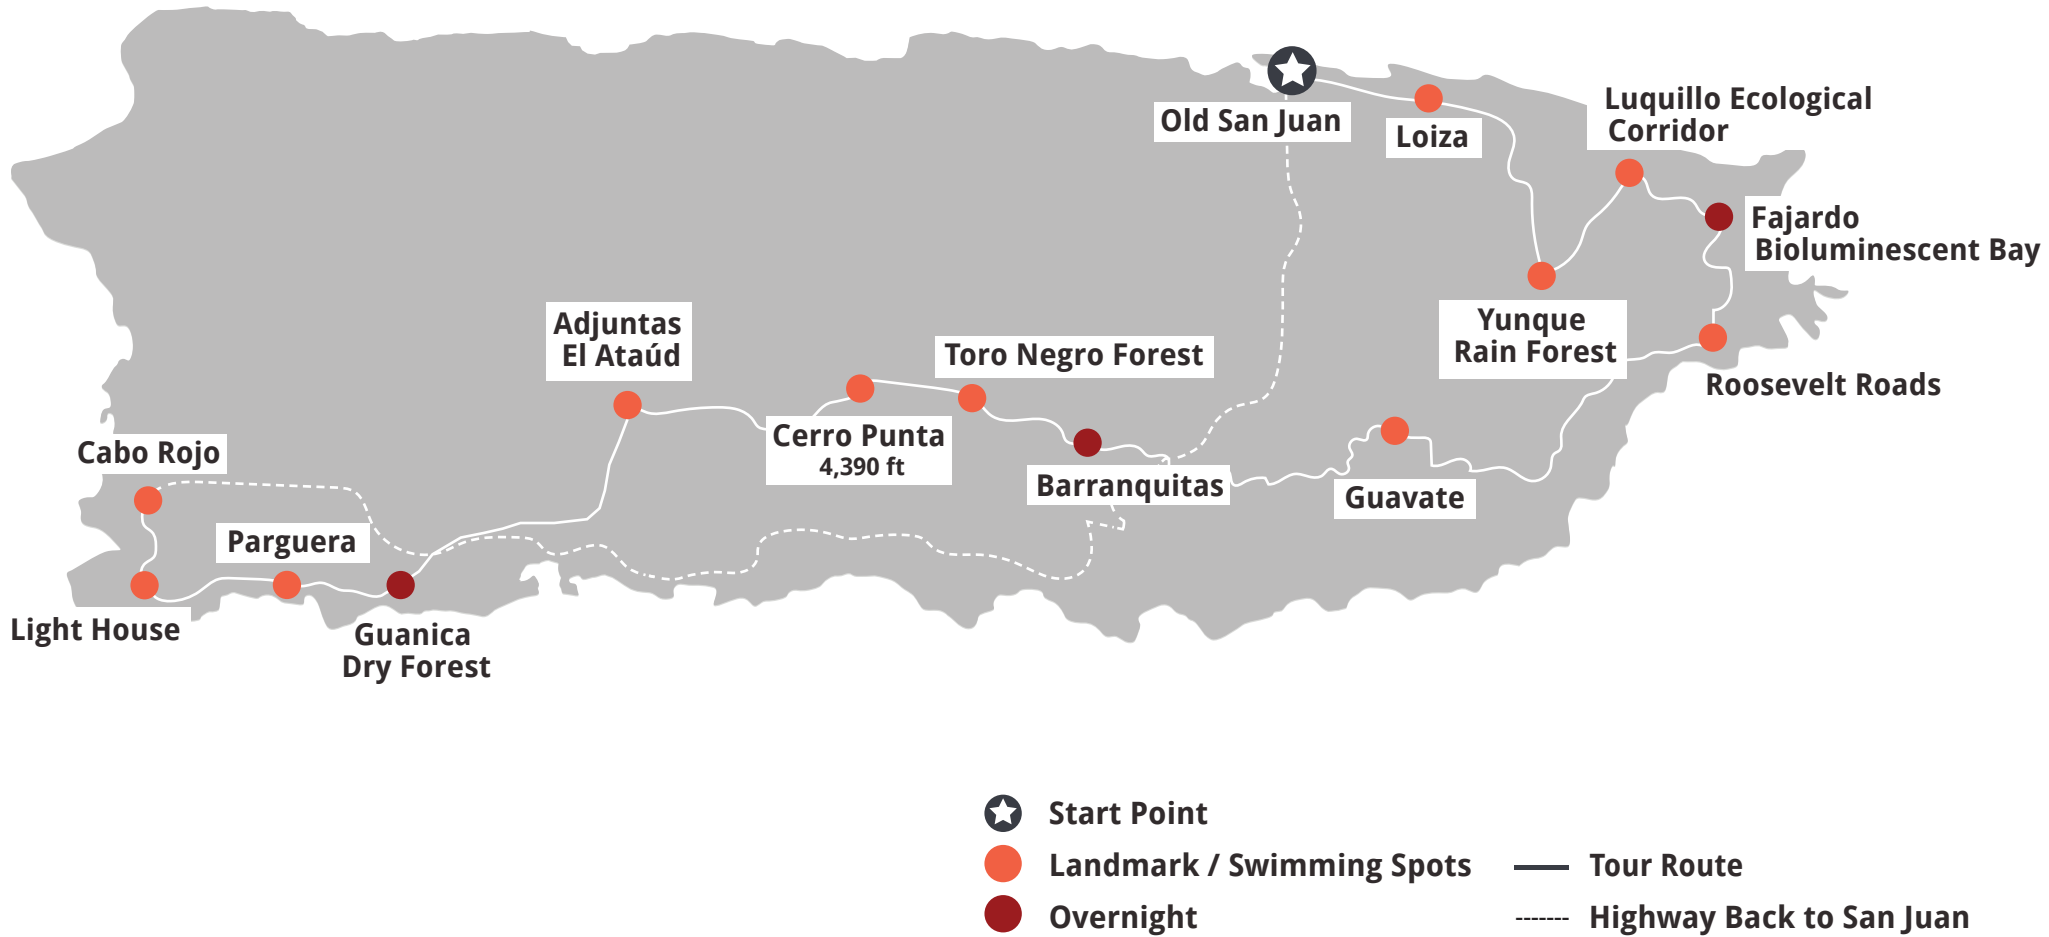 Old San Juan
Loiza
Luquillo Ecological
Corridor
Fajardo
Bioluminescent Bay
Yunque
Rain Forest
Roosevelt Roads
Adjuntas
El Ataúd
Toro Negro Forest
Cerro Punta
4,390 ft
Barranquitas
Guavate
Cabo Rojo
Parguera
Light House
Guanica
Dry Forest
Start Point
Landmark / Swimming Spots
Tour Route
Overnight
Highway Back to San Juan